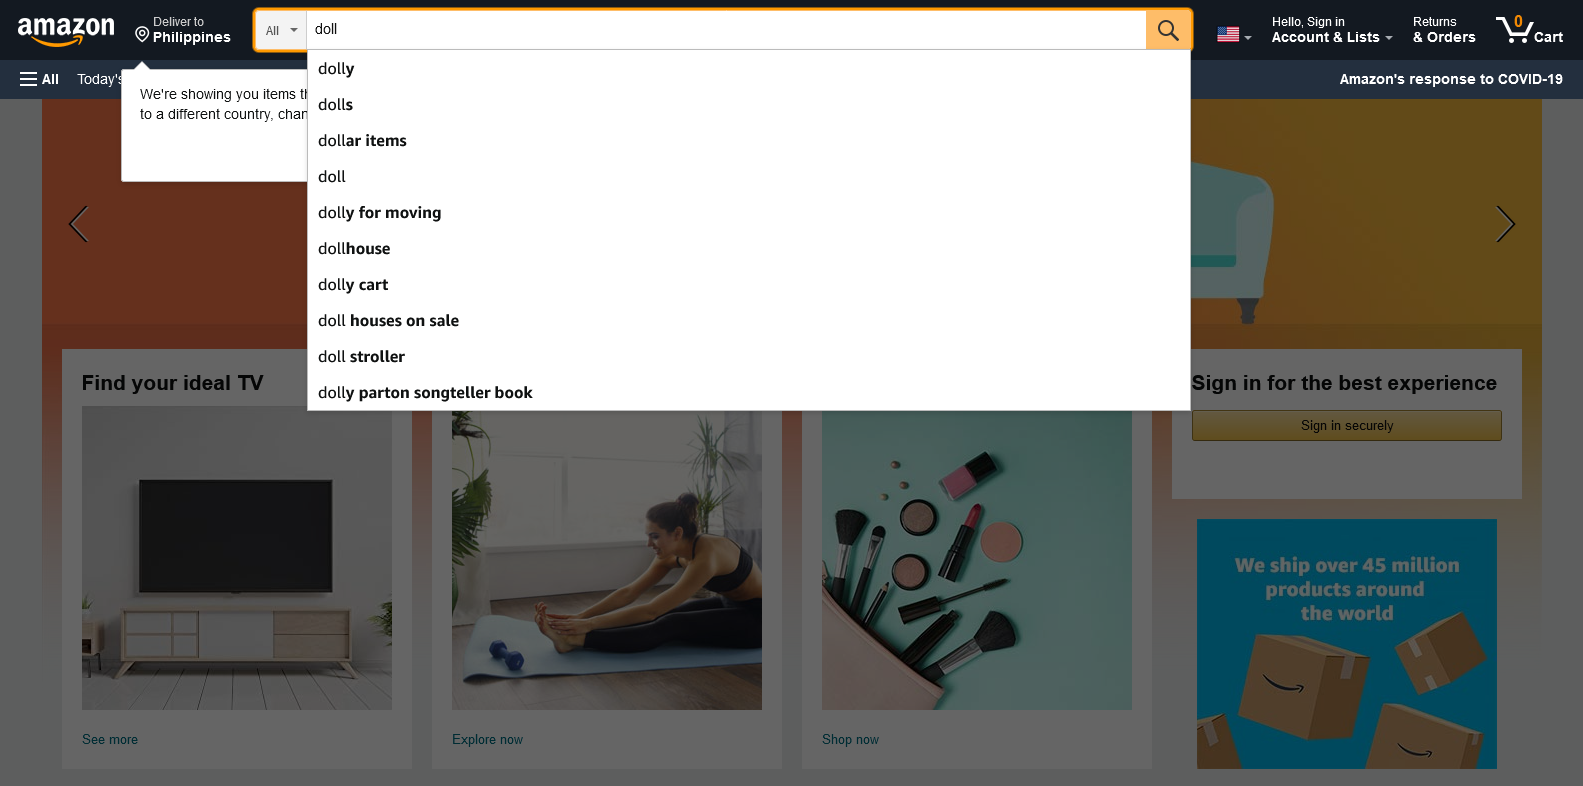 amazon
Deliver to
Philippines
All
doll
Hello, Sign in
Account & Lists
Returns
& Orders
0
Cart
All
Today's
Amazon's response to COVID-19
We're showing you items
to a different country,
dolly
dolls
dollar items
doll
dolly for moving
dollhouse
dolly cart
doll houses on sale
doll stroller
dolly parton songteller book
Find your ideal TV
See more
Explore now
Shop now
Sign in for the best experience
Sign in securely
We ship over 45 million
products around
the world